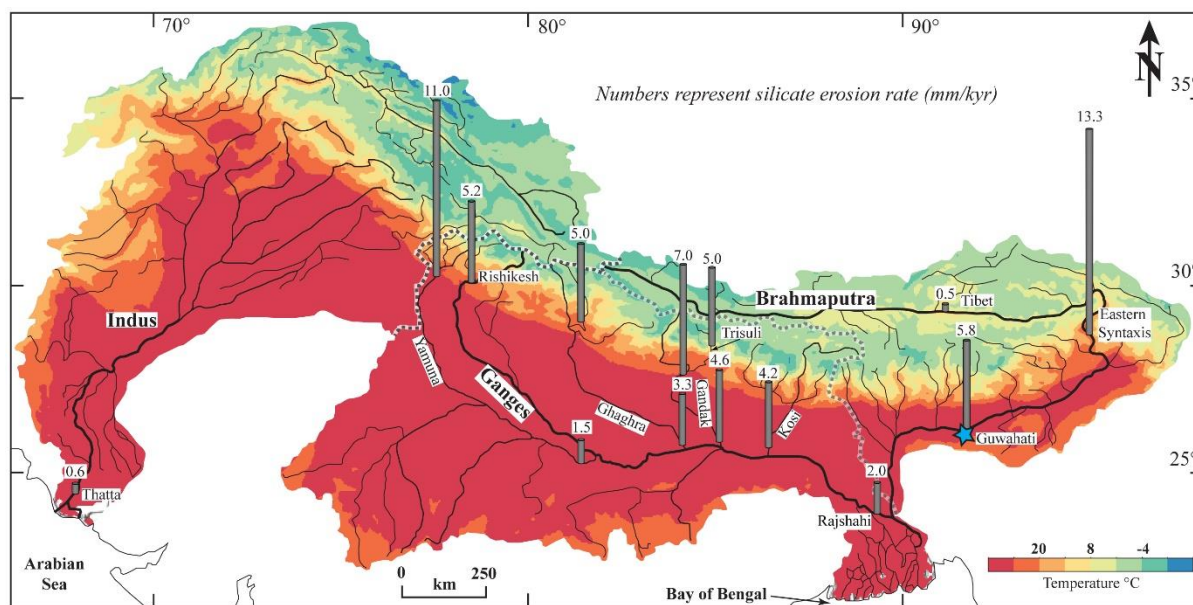 70°
80°
90°
N
35°
Numbers represent silicate erosion rate (mm/kyr)
11.0
13.3
5.2
5.0
7.0
5.0
30°
Rishikesh
Brahmaputra
0.5
Tibet
Indus
Eastern
Syntaxis
Trisuli
5.8
Yamuna
4.6
4.2
Ganges
3.3
Gandak
Ghaghra
Kosi
Guwahati
1.5
25°
0.6
2.0
Thatta
Rajshahi
Arabian
Sea
0
250
km
20
8
-4
Temperature °C
Bay of Bengal